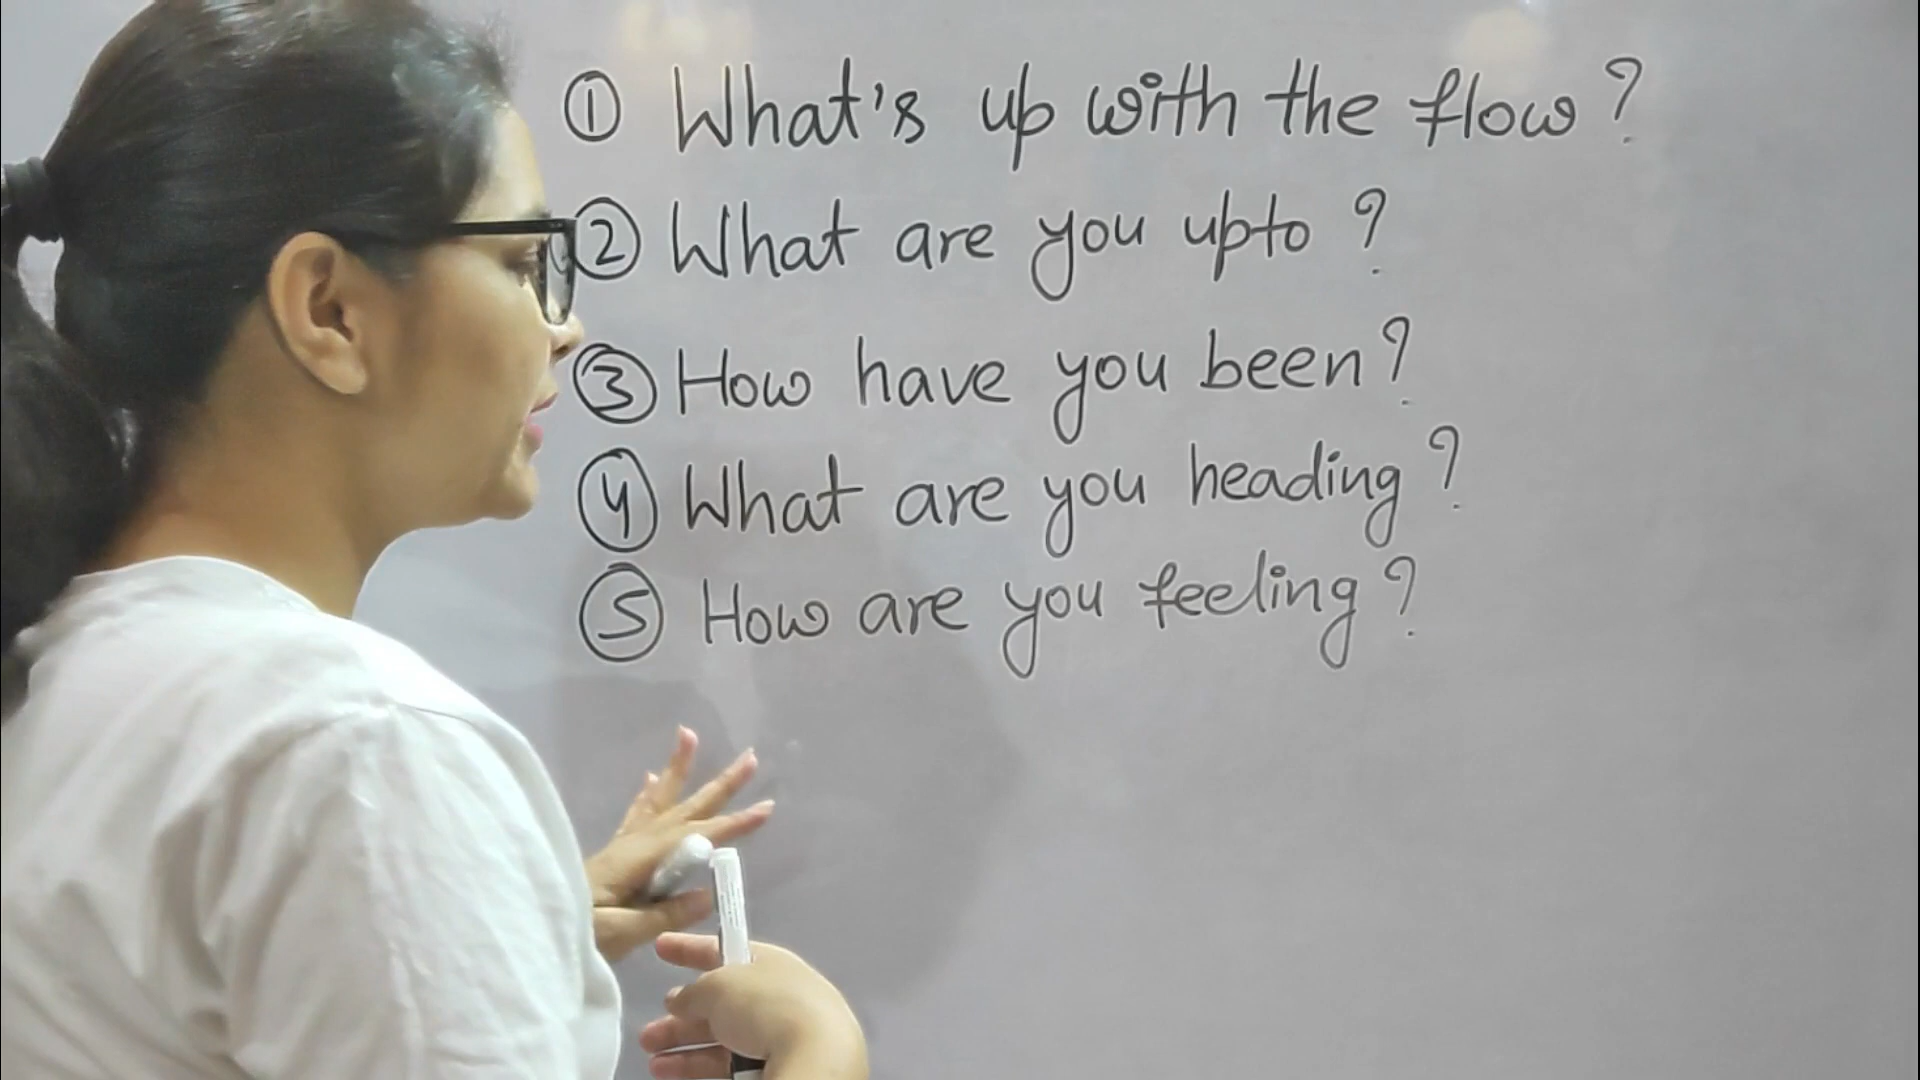 ① What's up with the flow?
② What are you upto?
③ How have you been?
④ What are you heading?
⑤ How are you feeling?